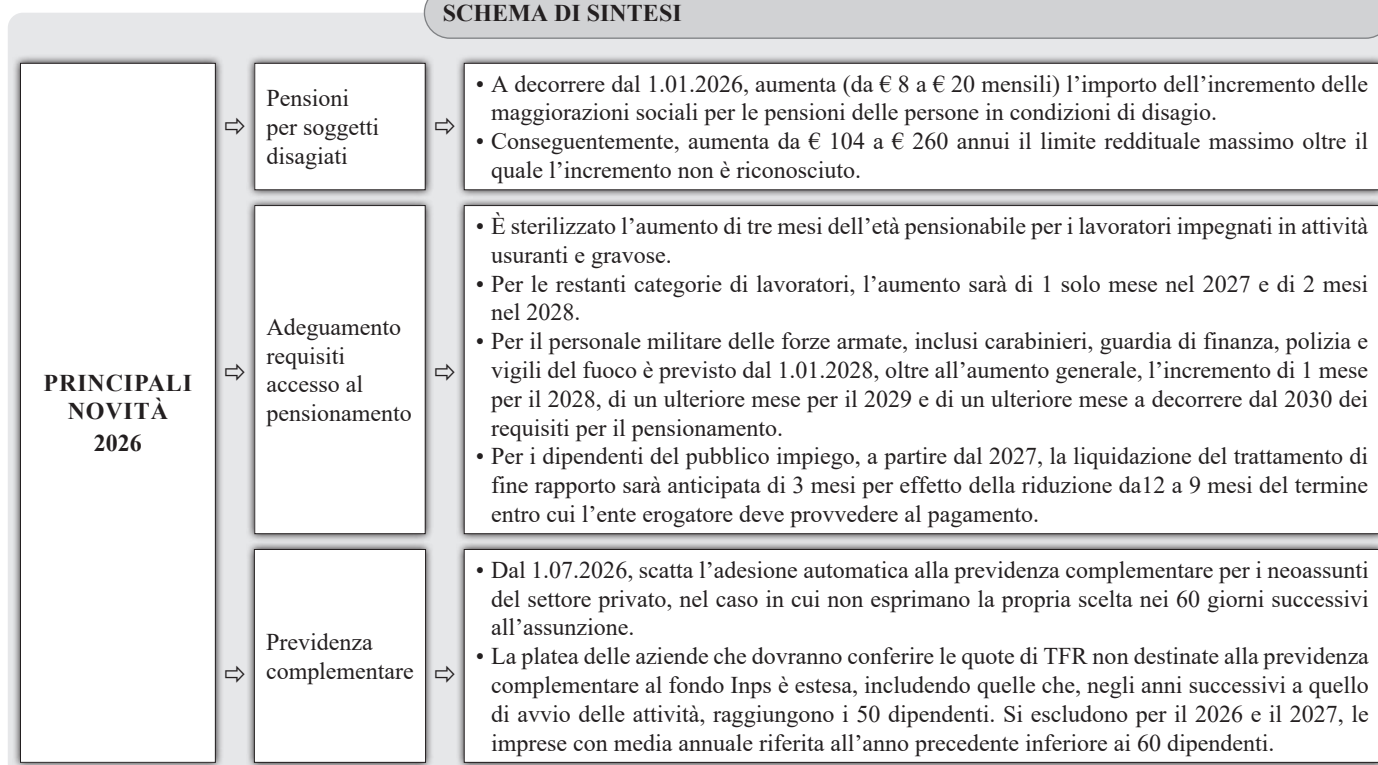 SCHEMA DI SINTESI
PRINCIPALI
NOVITÀ
2026
⇨
Pensioni
per soggetti
disagiati
⇨
• A decorrere dal 1.01.2026, aumenta (da € 8 a € 20 mensili) l’importo dell’incremento delle
maggiorazioni sociali per le pensioni delle persone in condizioni di disagio.
• Conseguentemente, aumenta da € 104 a € 260 annui il limite reddituale massimo oltre il
quale l’incremento non è riconosciuto.
⇨
Adeguamento
requisiti
accesso al
pensionamento
⇨
• È sterilizzato l’aumento di tre mesi dell’età pensionabile per i lavoratori impegnati in attività
usuranti e gravose.
• Per le restanti categorie di lavoratori, l’aumento sarà di 1 solo mese nel 2027 e di 2 mesi
nel 2028.
• Per il personale militare delle forze armate, inclusi carabinieri, guardia di finanza, polizia e
vigili del fuoco è previsto dal 1.01.2028, oltre all’aumento generale, l’incremento di 1 mese
per il 2028, di un ulteriore mese per il 2029 e di un ulteriore mese a decorrere dal 2030 dei
requisiti per il pensionamento.
• Per i dipendenti del pubblico impiego, a partire dal 2027, la liquidazione del trattamento di
fine rapporto sarà anticipata di 3 mesi per effetto della riduzione da12 a 9 mesi del termine
entro cui l’ente erogatore deve provvedere al pagamento.
⇨
Previdenza
complementare
⇨
• Dal 1.07.2026, scatta l’adesione automatica alla previdenza complementare per i neoassunti
del settore privato, nel caso in cui non esprimano la propria scelta nei 60 giorni successivi
all’assunzione.
• La platea delle aziende che dovranno conferire le quote di TFR non destinate alla previdenza
complementare al fondo Inps è estesa, includendo quelle che, negli anni successivi a quello
di avvio delle attività, raggiungono i 50 dipendenti. Si escludono per il 2026 e il 2027, le
imprese con media annuale riferita all’anno precedente inferiore ai 60 dipendenti.